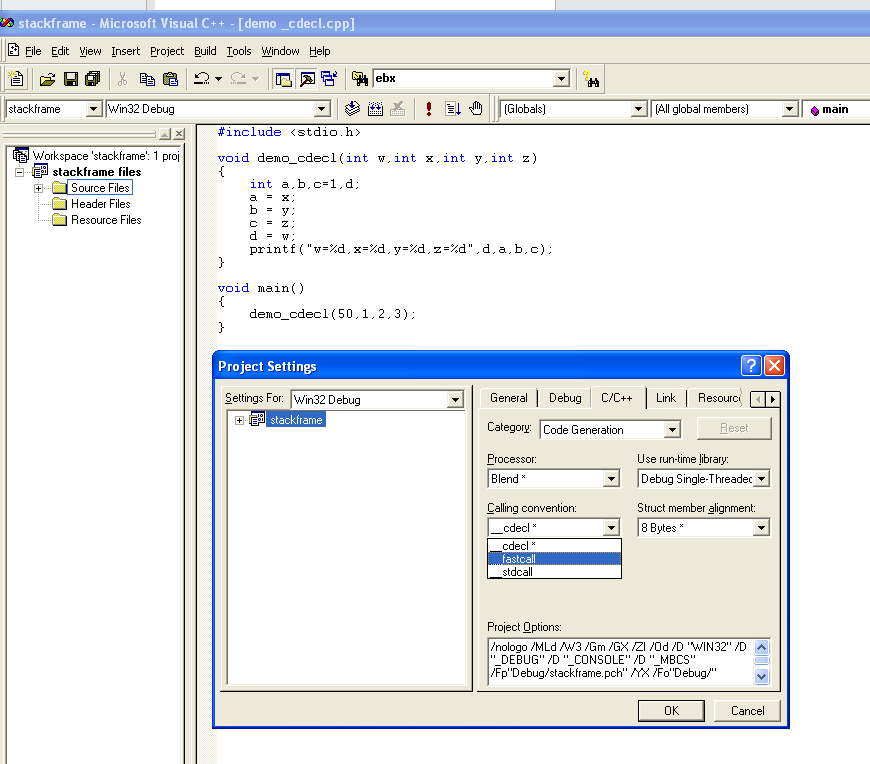 stackframe - Microsoft Visual C++ - [demo _cdecl.cpp]
File Edit View Insert Project Build Tools Window Help
ebx
stackframe Win32 Debug (Globals) (All global members) main
Workspace 'stackframe': 1 proj
stackframe files
Source Files
Header Files
Resource Files
#include <stdio.h>
void demo_cdecl(int w,int x,int y,int z)
{
int a,b,c=1,d;
a = x;
b = y;
c = z;
d = w;
printf("w=%d,x=%d,y=%d,z=%d",d,a,b,c);
}
void main()
{
demo_cdecl(50,1,2,3);
}
Project Settings
Settings For: Win32 Debug
stackframe
General Debug C/C++ Link Resourc
Category: Code Generation Reset
Processor: Use run-time library:
Blend * Debug Single-Threaded
Calling convention: Struct member alignment:
__cdecl * 8 Bytes *
__cdecl *
__fastcall
__stdcall
Project Options:
/nologo /MLd /W3 /Gm /GX /ZI /Od /D "WIN32" /D
"_DEBUG" /D "_CONSOLE" /D "_MBCS"
/Fp"Debug/stackframe.pch" /YX /Fo"Debug/"
OK Cancel